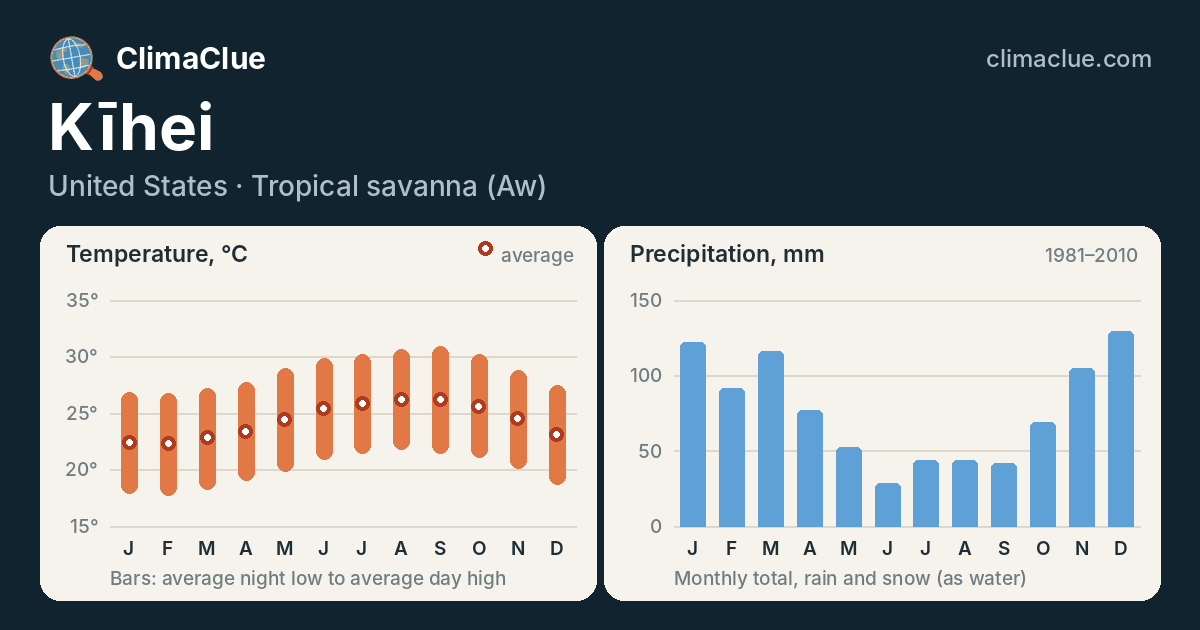 ClimaClue
climaclue.com
Kīhei
United States · Tropical savanna (Aw)
Temperature, °C
average
35°
30°
25°
20°
15°
J F M A M J J A S O N D
Bars: average night low to average day high
Precipitation, mm
1981–2010
150
100
50
0
J F M A M J J A S O N D
Monthly total, rain and snow (as water)